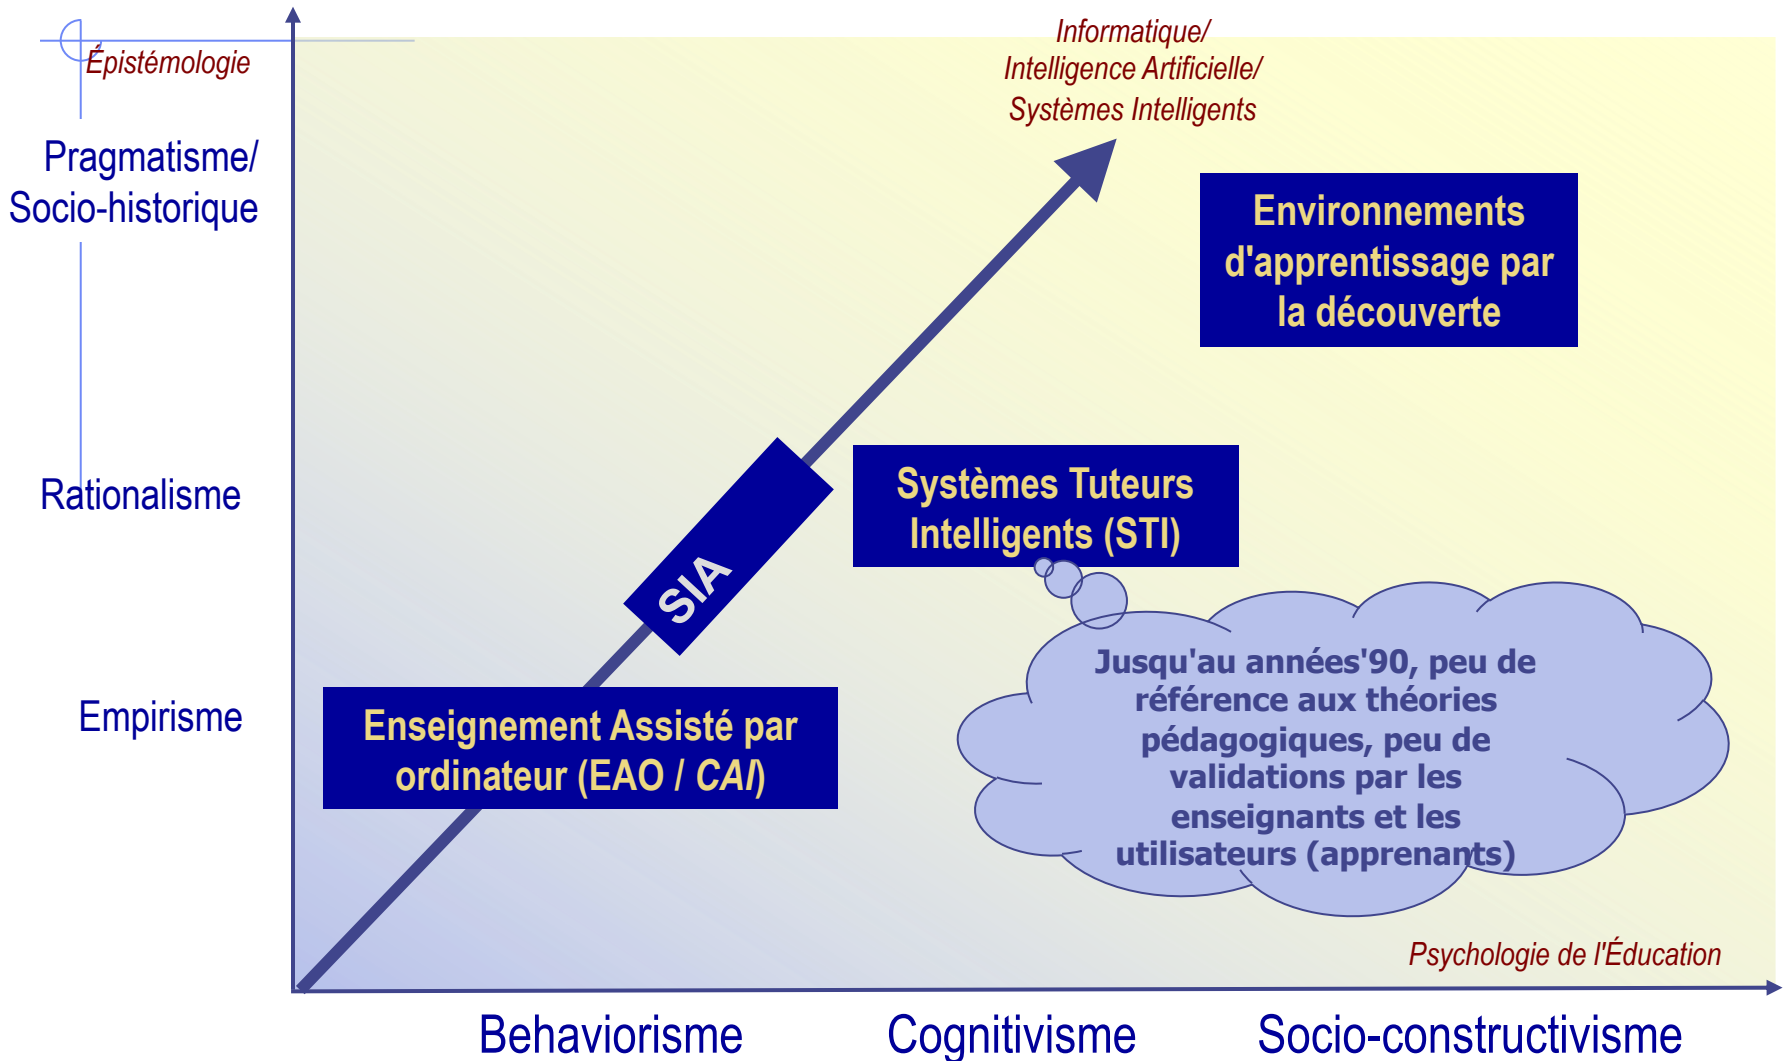 Épistémologie
Informatique/
Intelligence Artificielle/
Systèmes Intelligents
Pragmatisme/
Socio-historique
Environnements
d'apprentissage par
la découverte
Rationalisme
Systèmes Tuteurs
Intelligents (STI)
SIA
Empirisme
Enseignement Assisté par
ordinateur (EAO / CAI)
Jusqu'au années'90, peu de
référence aux théories
pédagogiques, peu de
validations par les
enseignants et les
utilisateurs (apprenants)
Psychologie de l'Éducation
Behaviorisme
Cognitivisme
Socio-constructivisme